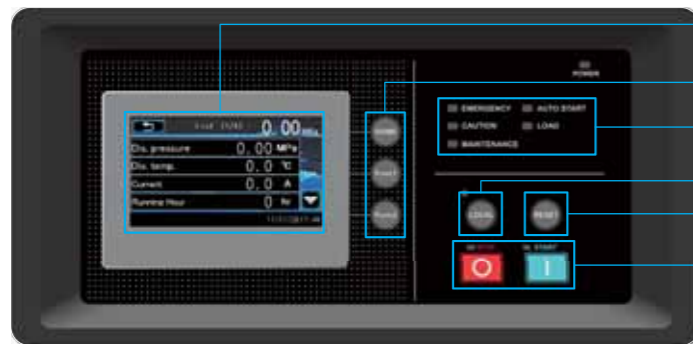 POWER
EMERGENCY
AUTO START
CAUTION
LOAD
MAINTENANCE
0.00 MPa
Dis. pressure 0.00 MPa
Dis. temp. 0.0 ℃
Current 0.0 A
Running Hour 0 hr
LOCAL
RESET
STOP
START